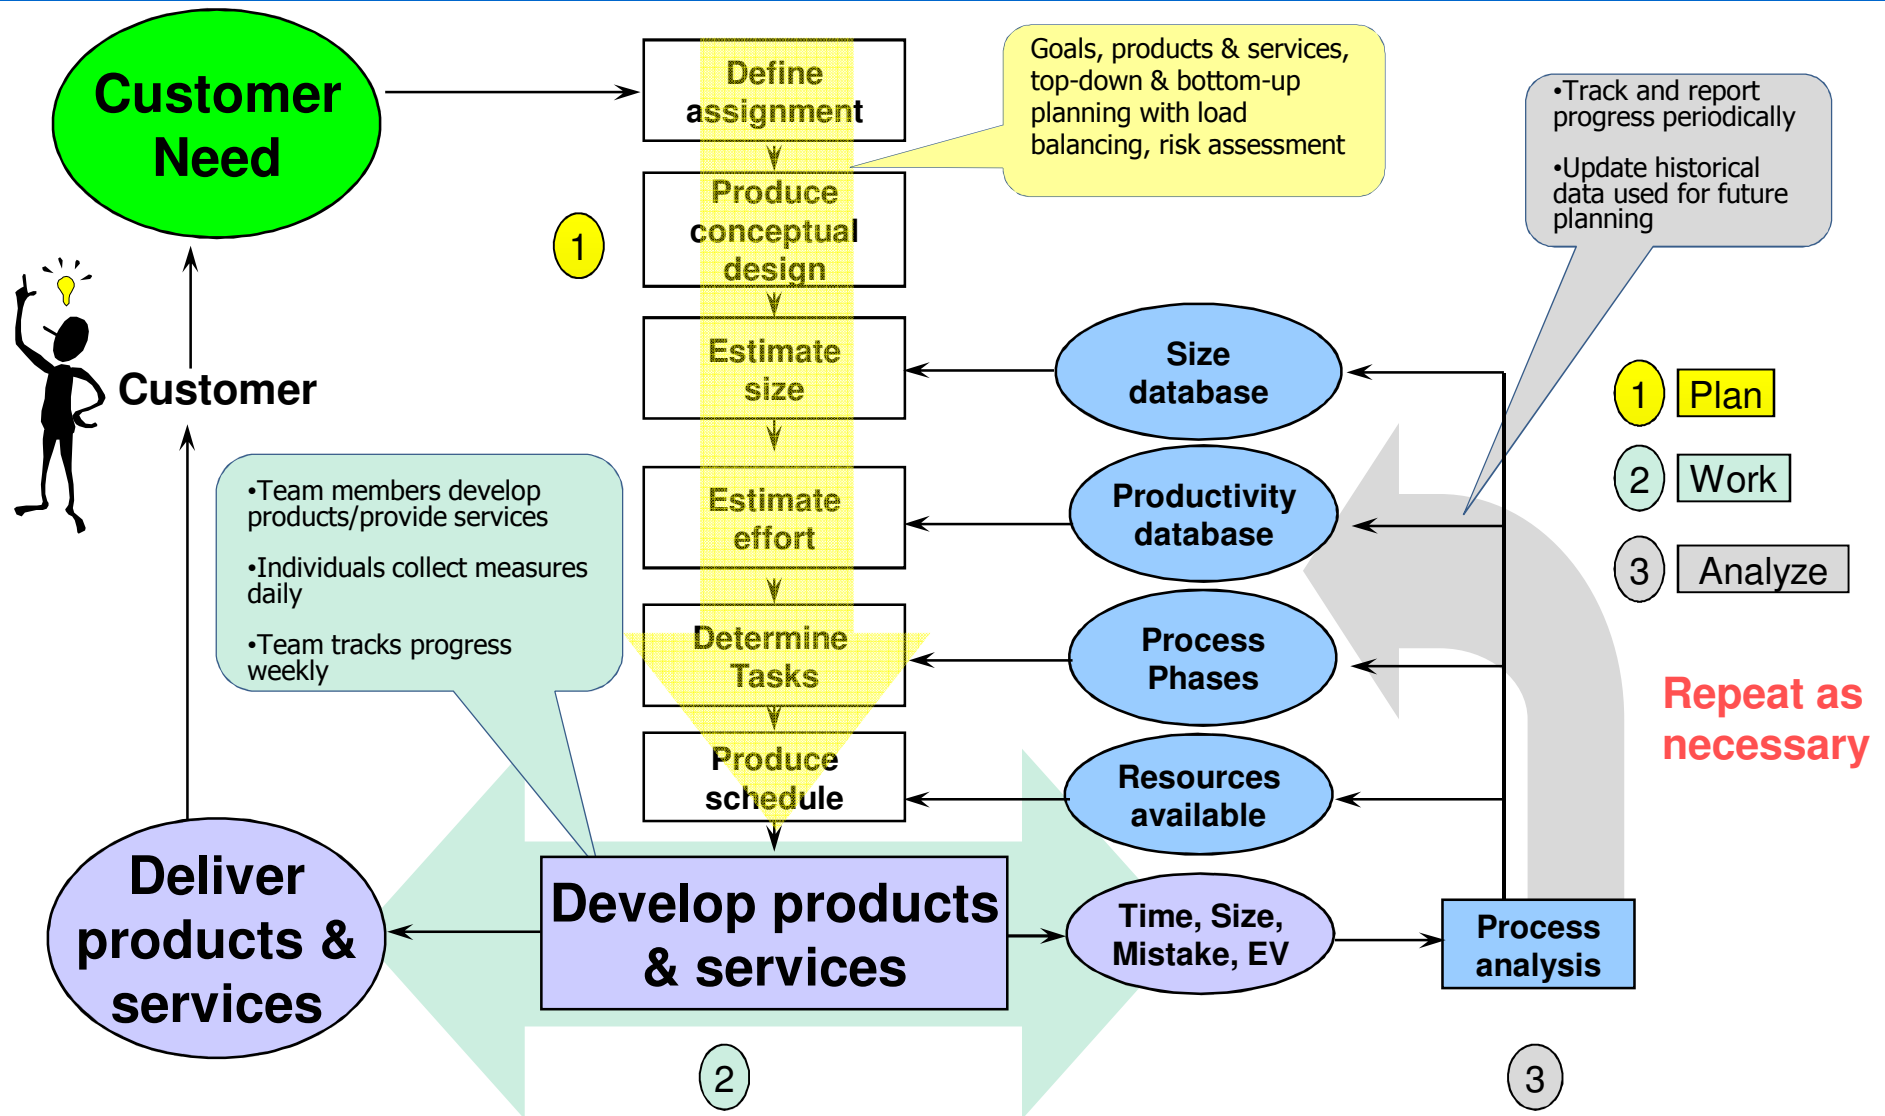 Customer
Need
Define
assignment
Goals, products & services,
top-down & bottom-up
planning with load
balancing, risk assessment
•Track and report
progress periodically
•Update historical
data used for future
planning
Produce
conceptual
design
1
Customer
Estimate
size
Size
database
1
Plan
•Team members develop
products/provide services
•Individuals collect measures
daily
•Team tracks progress
weekly
Estimate
effort
Productivity
database
2
Work
3
Analyze
Determine
Tasks
Process
Phases
Repeat as
necessary
Produce
schedule
Resources
available
Deliver
products &
services
Develop products
& services
Time, Size,
Mistake, EV
Process
analysis
2
3